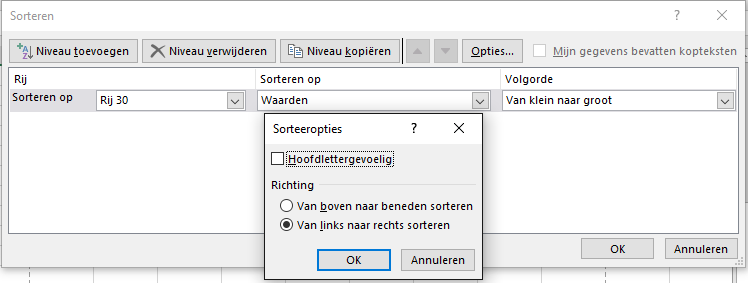 Sorteren
Niveau toevoegen Niveau verwijderen Niveau kopiëren Opties... Mijn gegevens bevatten kopteksten
Rij Sorteren op Volgorde
Sorteren op Rij 30 Waarden Van klein naar groot
Sorteeropties
Hoofdlettergevoelig
Richting
Van boven naar beneden sorteren
Van links naar rechts sorteren
OK Annuleren
OK Annuleren